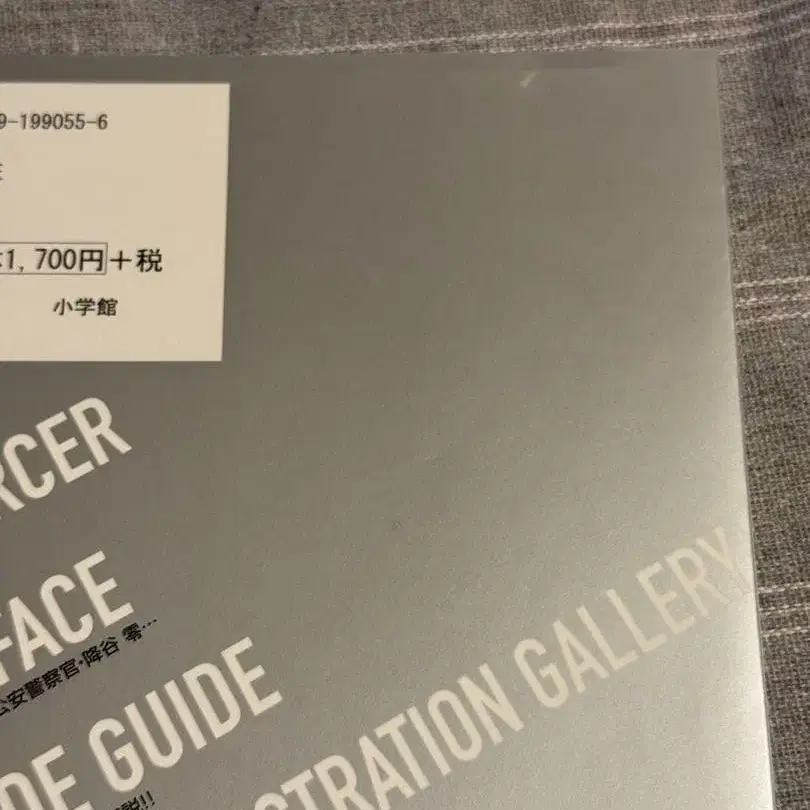 9-199055-6
1,700円+税
小学館
RCER
FACE
公安警察官・降谷 零…
DE GUIDE
説!!
STRATION GALLERY